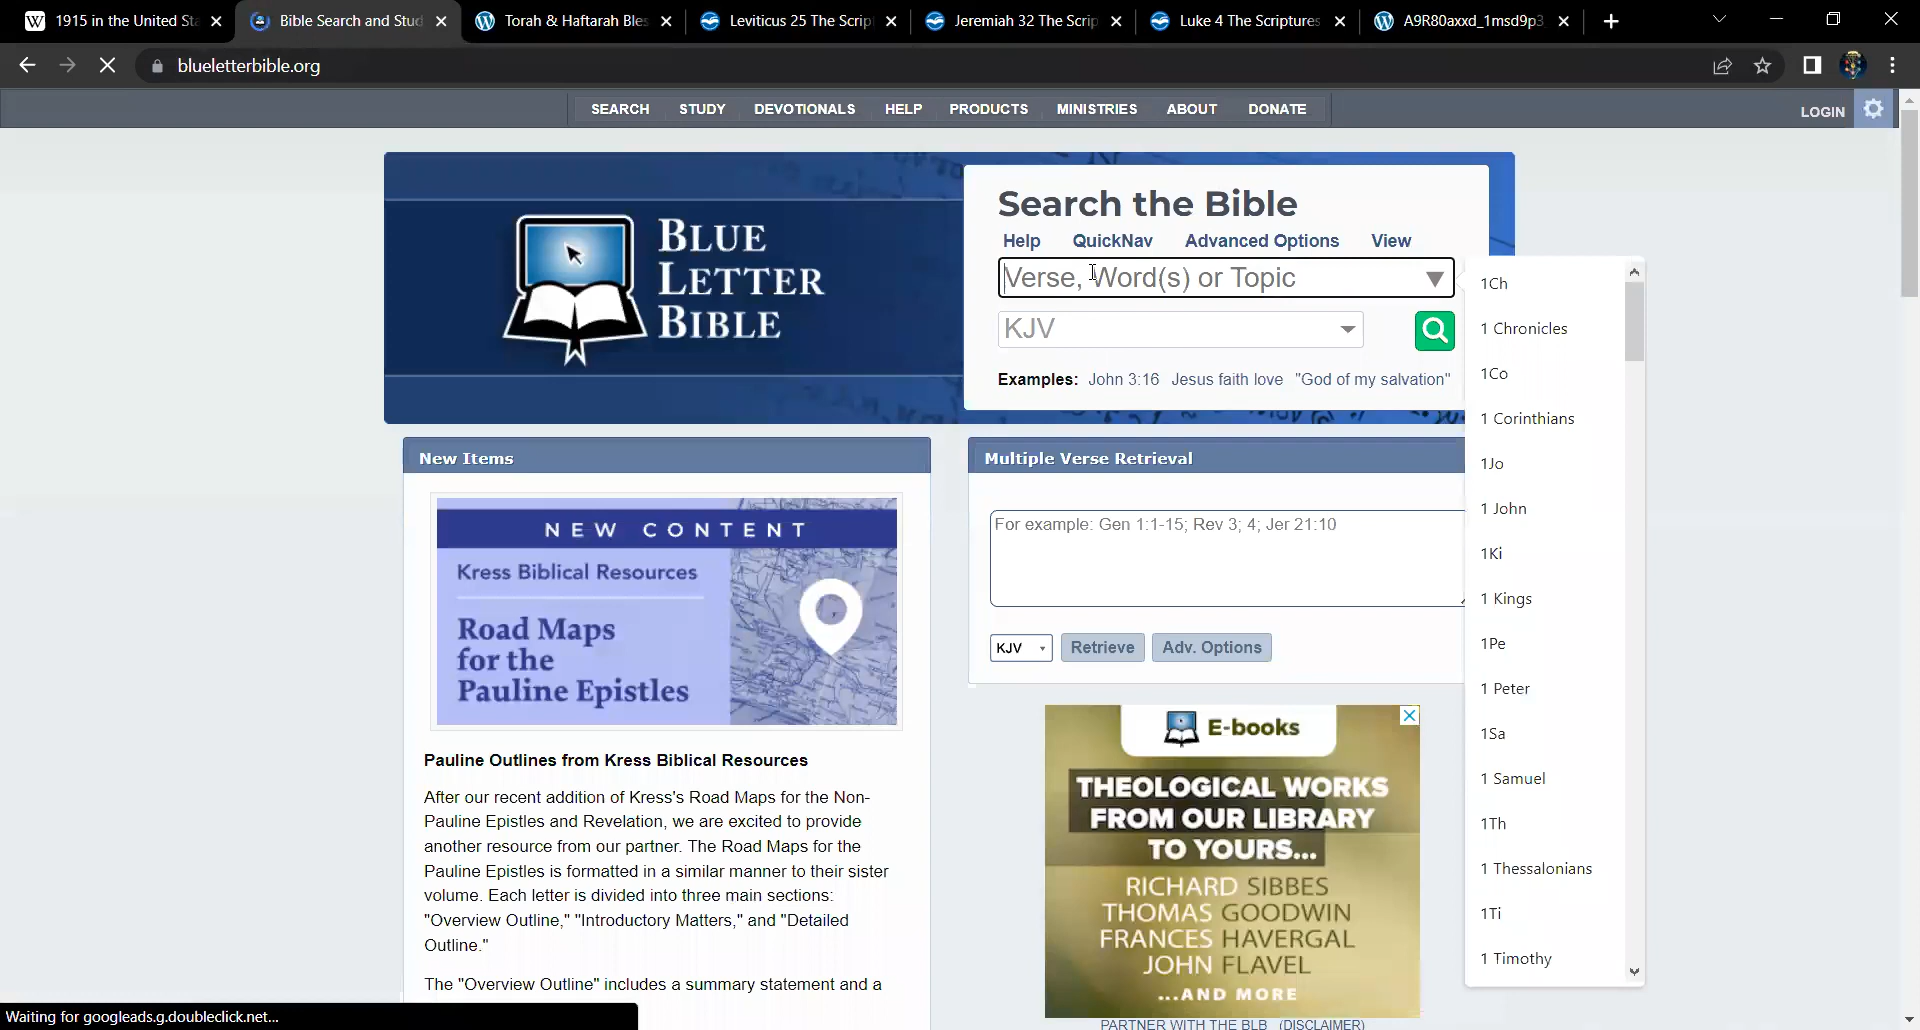 1915 in the United St
Bible Search and Stud
Torah & Haftarah Bles
Leviticus 25 The Script
Jeremiah 32 The Scrip
Luke 4 The Scriptures
A9R80axxd_1msd9p3
blueletterbible.org
SEARCH STUDY DEVOTIONALS HELP PRODUCTS MINISTRIES ABOUT DONATE
LOGIN
BLUE
LETTER
BIBLE
Search the Bible
Help QuickNav Advanced Options View
Verse, Word(s) or Topic
KJV
Examples: John 3:16 Jesus faith love "God of my salvation"
1Ch
1 Chronicles
1Co
1 Corinthians
1Jo
1 John
1Ki
1 Kings
1Pe
1 Peter
1Sa
1 Samuel
1Th
1 Thessalonians
1Ti
1 Timothy
New Items
NEW CONTENT
Kress Biblical Resources
Road Maps
for the
Pauline Epistles
Pauline Outlines from Kress Biblical Resources
After our recent addition of Kress's Road Maps for the Non-
Pauline Epistles and Revelation, we are excited to provide
another resource from our partner. The Road Maps for the
Pauline Epistles is formatted in a similar manner to their sister
volume. Each letter is divided into three main sections:
"Overview Outline," "Introductory Matters," and "Detailed
Outline."
The "Overview Outline" includes a summary statement and a
Multiple Verse Retrieval
For example: Gen 1:1-15; Rev 3; 4; Jer 21:10
KJV Retrieve Adv. Options
E-books
THEOLOGICAL WORKS
FROM OUR LIBRARY
TO YOURS...
RICHARD SIBBES
THOMAS GOODWIN
FRANCES HAVERGAL
JOHN FLAVEL
...AND MORE
PARTNER WITH THE BLB (DISCLAIMER)
Waiting for googleads.g.doubleclick.net...